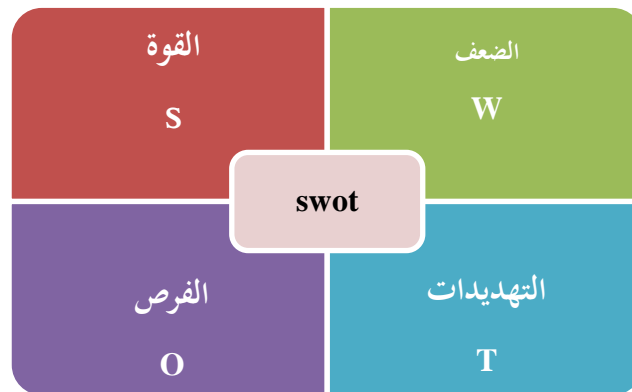 القوة
S
الضعف
W
swot
الفرص
O
التهديدات
T